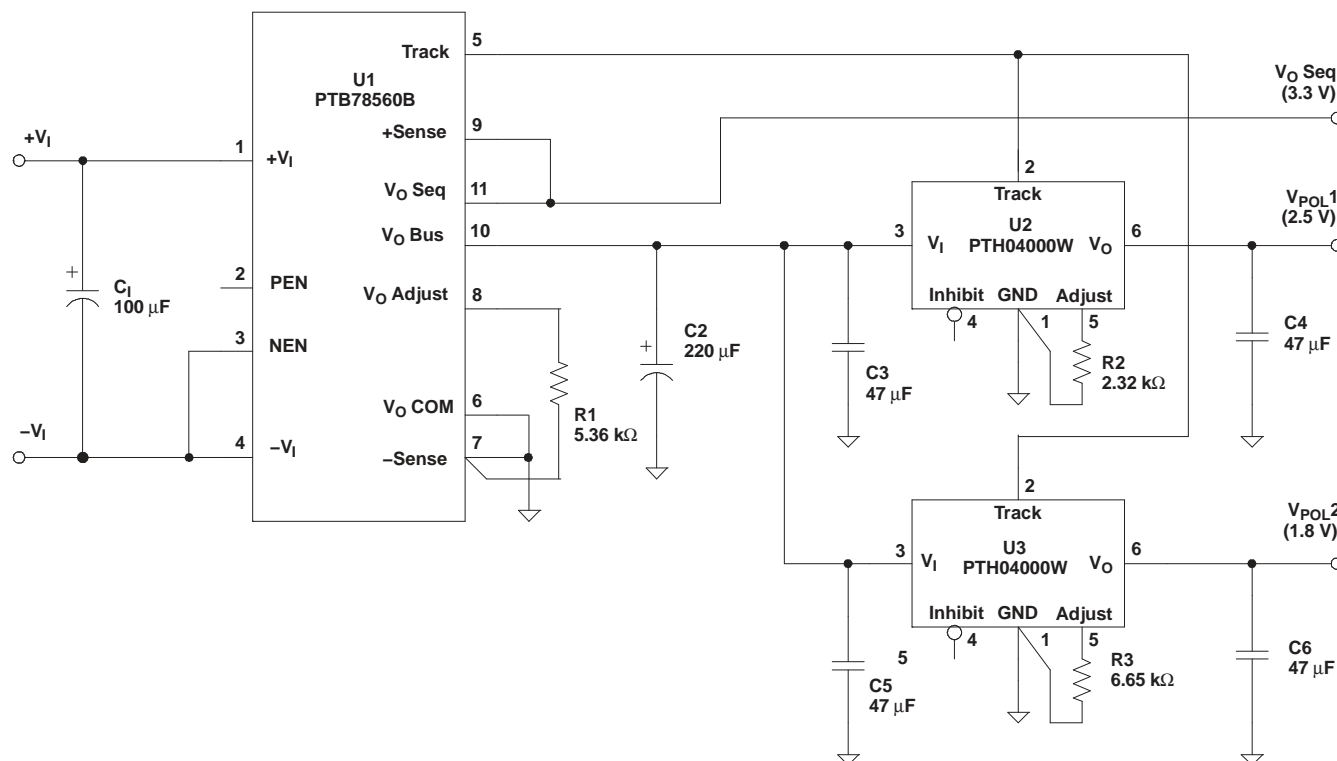 5
Track
U1
PTB78560B
VO Seq
(3.3 V)
+VI
1
+VI
+Sense
9
VO Seq
11
VO Bus
10
2
PEN
VO Adjust
8
3
NEN
VO COM
6
–VI
4
–VI
7
–Sense
+
CI
100 μF
R1
5.36 kΩ
+
C2
220 μF
C3
47 μF
2
Track
U2
PTH04000W
3
VI
VO
6
Inhibit
GND
Adjust
4
1
5
R2
2.32 kΩ
VPOL1
(2.5 V)
C4
47 μF
2
Track
U3
PTH04000W
3
VI
VO
6
Inhibit
GND
Adjust
4
1
5
R3
6.65 kΩ
VPOL2
(1.8 V)
5
C5
47 μF
C6
47 μF